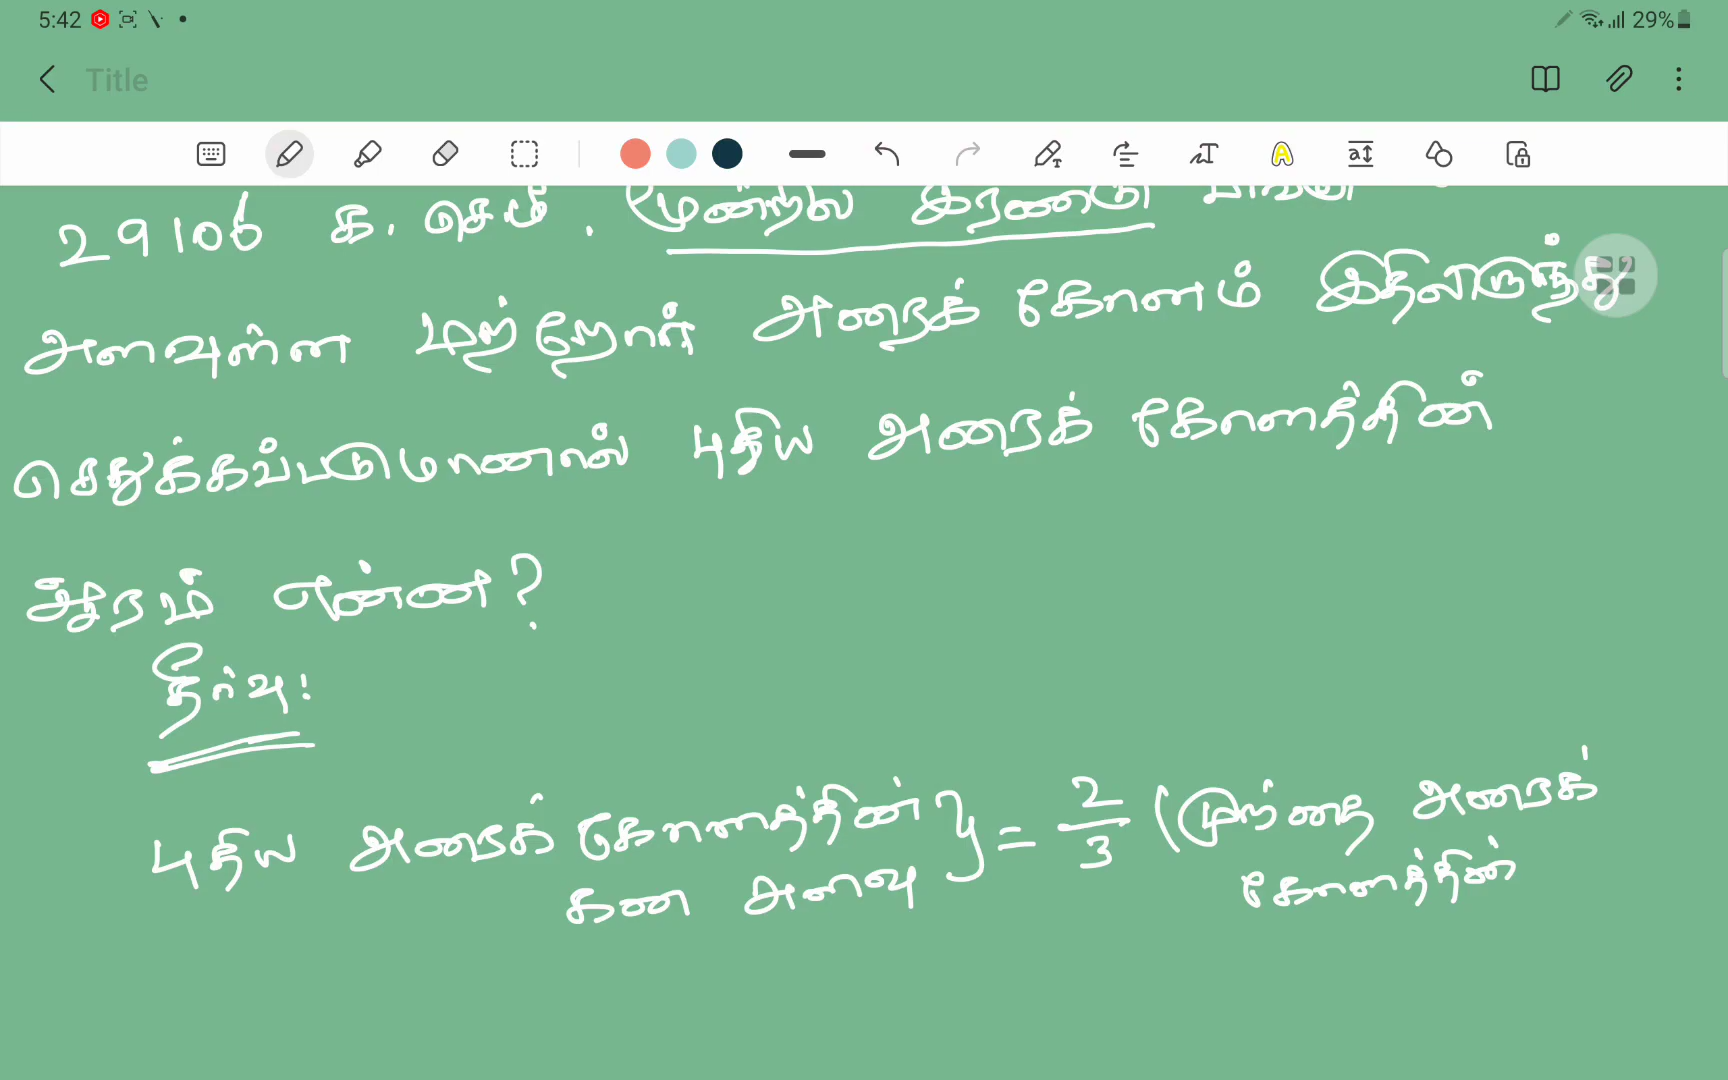 5:42 29%
Title
29106 க. செமீ. மூன்றில் இரண்டு பங்கு
அளவுள்ள மற்றோர் அரைக் கோளம் இதிலிருந்து
செதுக்கப்படுமானால் புதிய அரைக் கோளத்தின்
ஆரம் என்ன?
தீர்வு:
புதிய அரைக் கோளத்தின் } = 2/3 (முந்தை அரைக்
கன அளவு கோளத்தின்